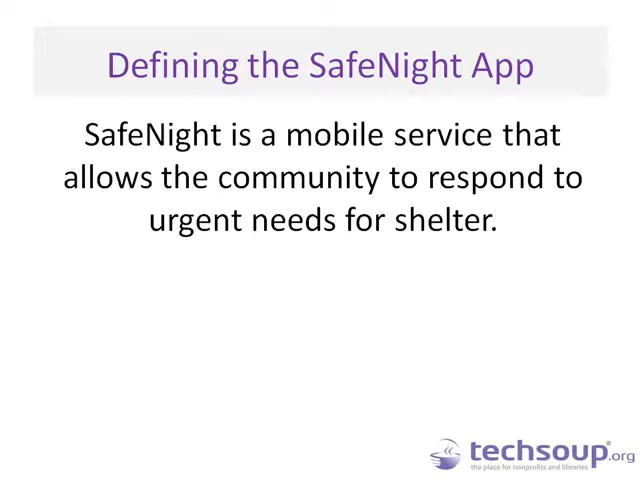 Defining the SafeNight App
SafeNight is a mobile service that
allows the community to respond to
urgent needs for shelter.
techsoup®.org
the place for nonprofits and libraries